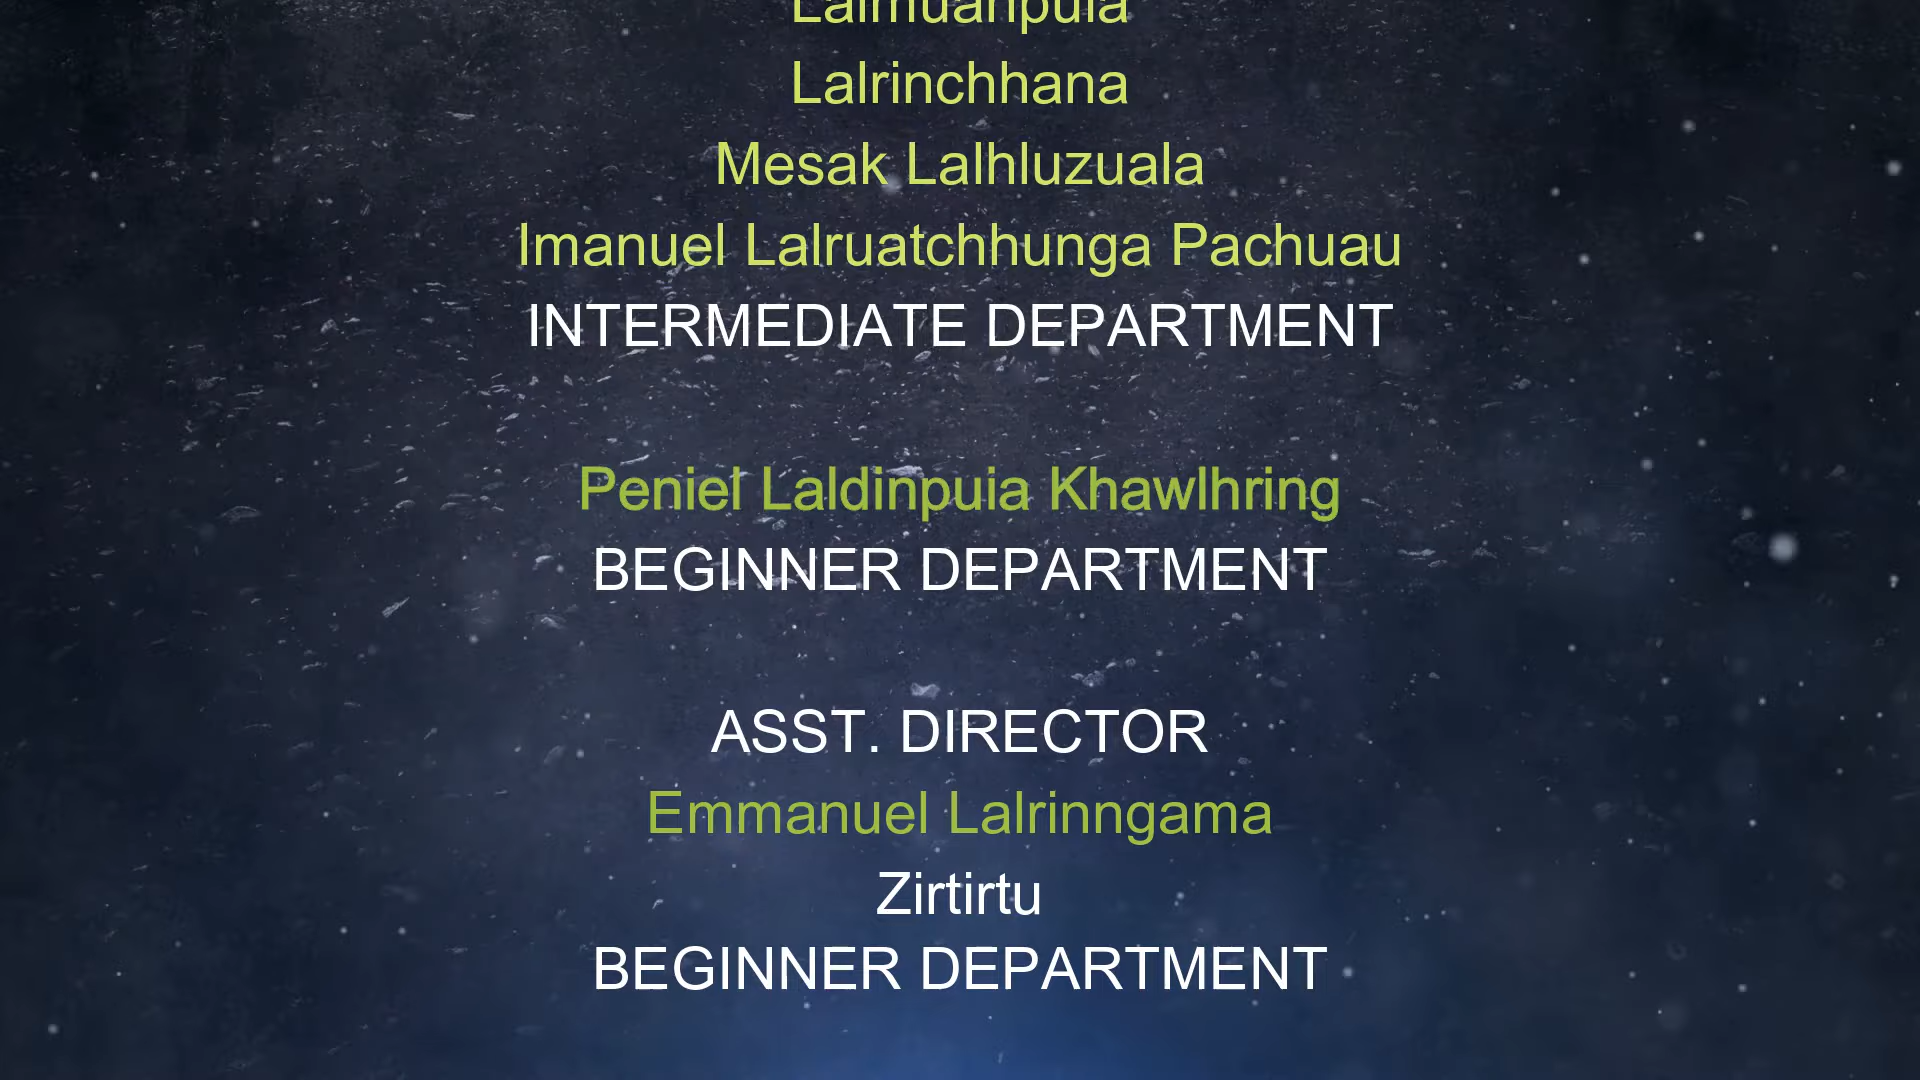 Lalrinchhana
Mesak Lalhluzuala
Imanuel Lalruatchhunga Pachuau
INTERMEDIATE DEPARTMENT
Peniel Laldinpuia Khawlhring
BEGINNER DEPARTMENT
ASST. DIRECTOR
Emmanuel Lalrinngama
Zirtirtu
BEGINNER DEPARTMENT